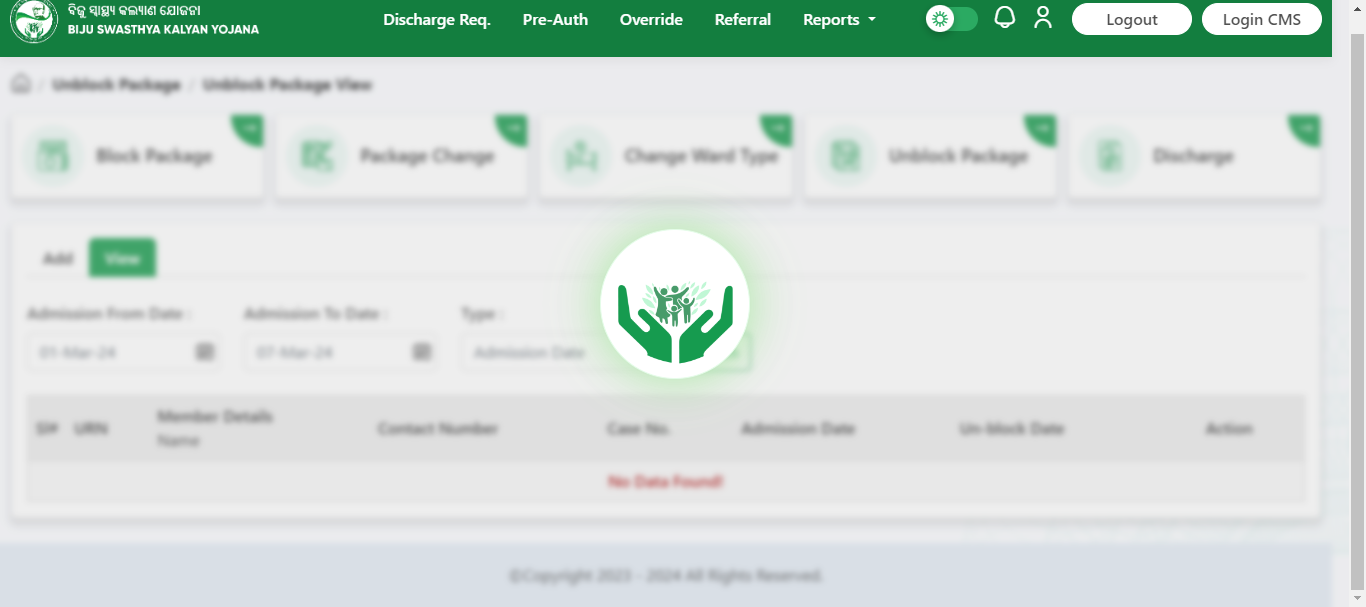 ବିଜୁ ସ୍ୱାସ୍ଥ୍ୟ କଲ୍ୟାଣ ଯୋଜନା
BIJU SWASTHYA KALYAN YOJANA
Discharge Req. Pre-Auth Override Referral Reports Logout Login CMS
/ Unblock Package / Unblock Package View
Block Package Package Change Change Ward Type Unblock Package Discharge
Add View
Admission From Date : Admission To Date : Type :
01-Mar-24 07-Mar-24 Admission Date
Sl# URN Member Details Contact Number Case No. Admission Date Un-block Date Action
Name
No Data Found!
©Copyright 2023 - 2024 All Rights Reserved.